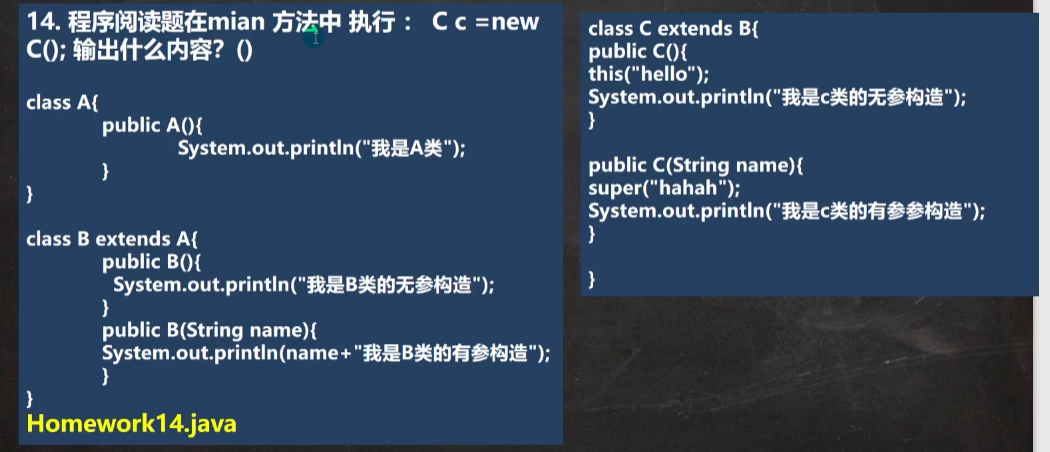 14. 程序阅读题在mian 方法中 执行 ： C c =new
C(); 输出什么内容？()
class A{
public A(){
System.out.println("我是A类");
}
}
class B extends A{
public B(){
System.out.println("我是B类的无参构造");
}
public B(String name){
System.out.println(name+"我是B类的有参构造");
}
}
Homework14.java
class C extends B{
public C(){
this("hello");
System.out.println("我是c类的无参构造");
}
public C(String name){
super("hahah");
System.out.println("我是c类的有参参构造");
}
}